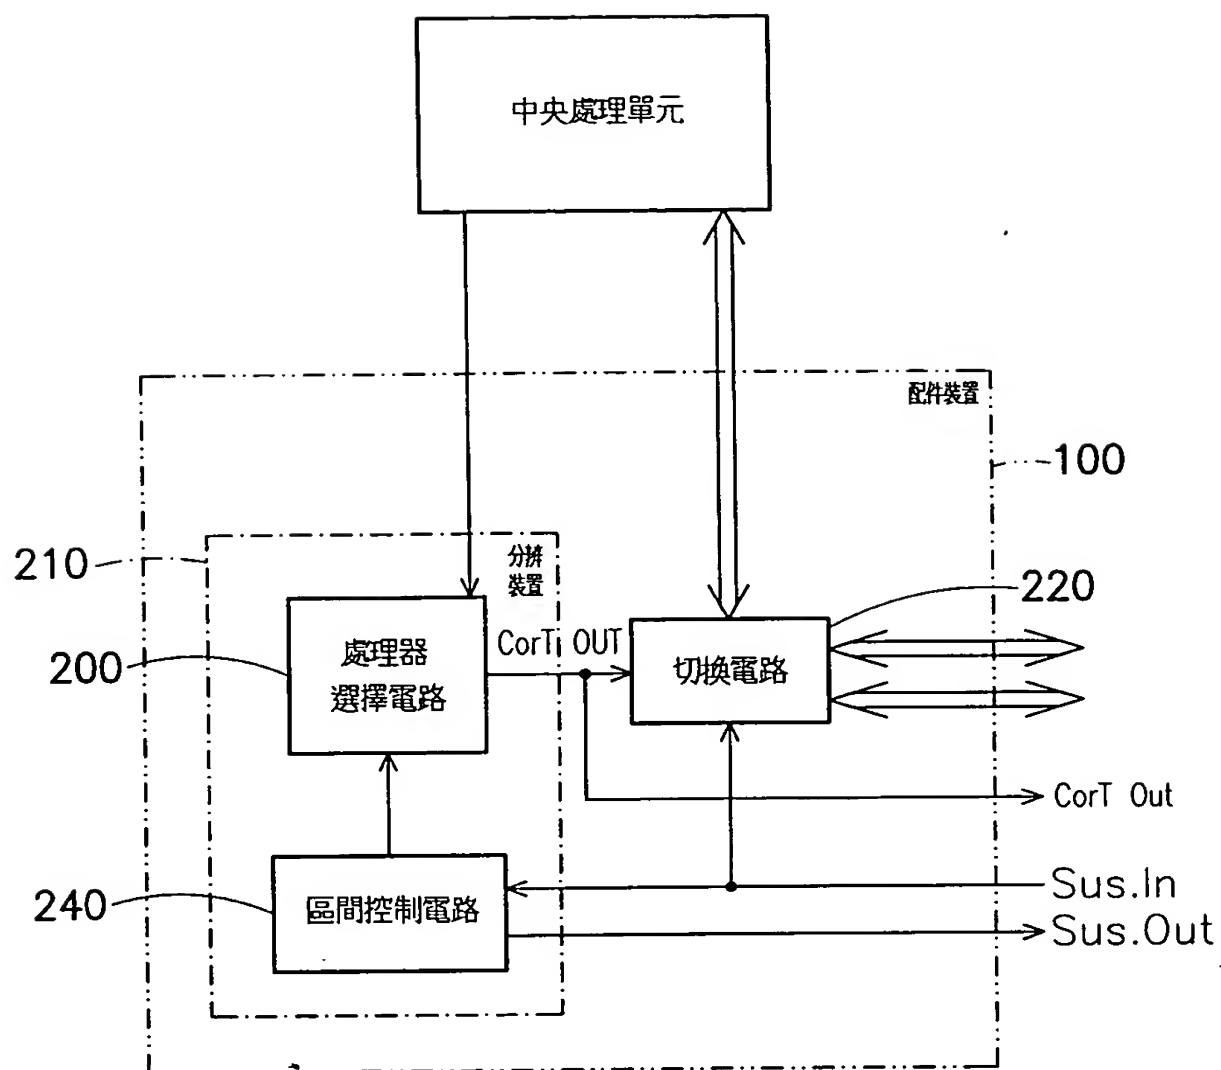 中央處理單元
配件裝置
100
210
分辨
裝置
220
CorT OUT
200
處理器
選擇電路
切換電路
CorT Out
Sus.In
240
區間控制電路
Sus.Out